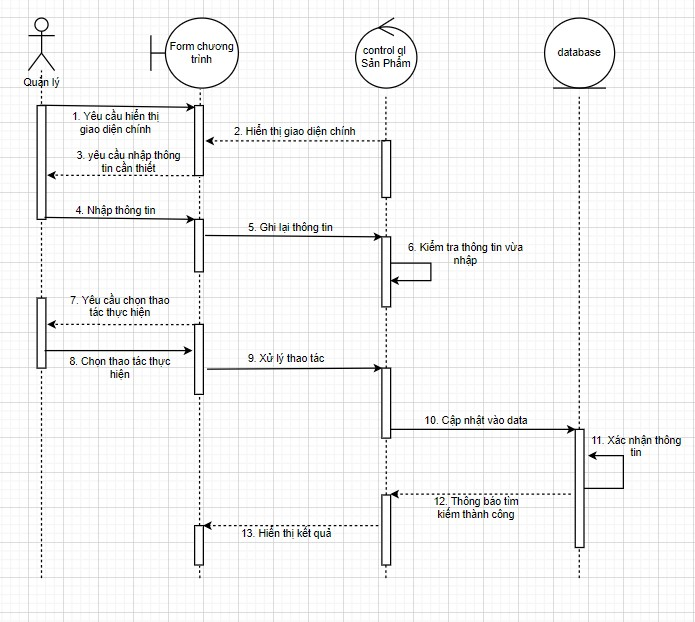 Form chương
trình
control ql
Sản Phẩm
database
Quản lý
1. Yêu cầu hiển thị
giao diện chính
2. Hiển thị giao diện chính
3. yêu cầu nhập thông
tin cần thiết
4. Nhập thông tin
5. Ghi lại thông tin
6. Kiểm tra thông tin vừa
nhập
7. Yêu cầu chọn thao
tác thực hiện
8. Chọn thao tác thực
hiện
9. Xử lý thao tác
10. Cập nhật vào data
11. Xác nhận thông
tin
12. Thông báo tìm
kiếm thành công
13. Hiển thị kết quả